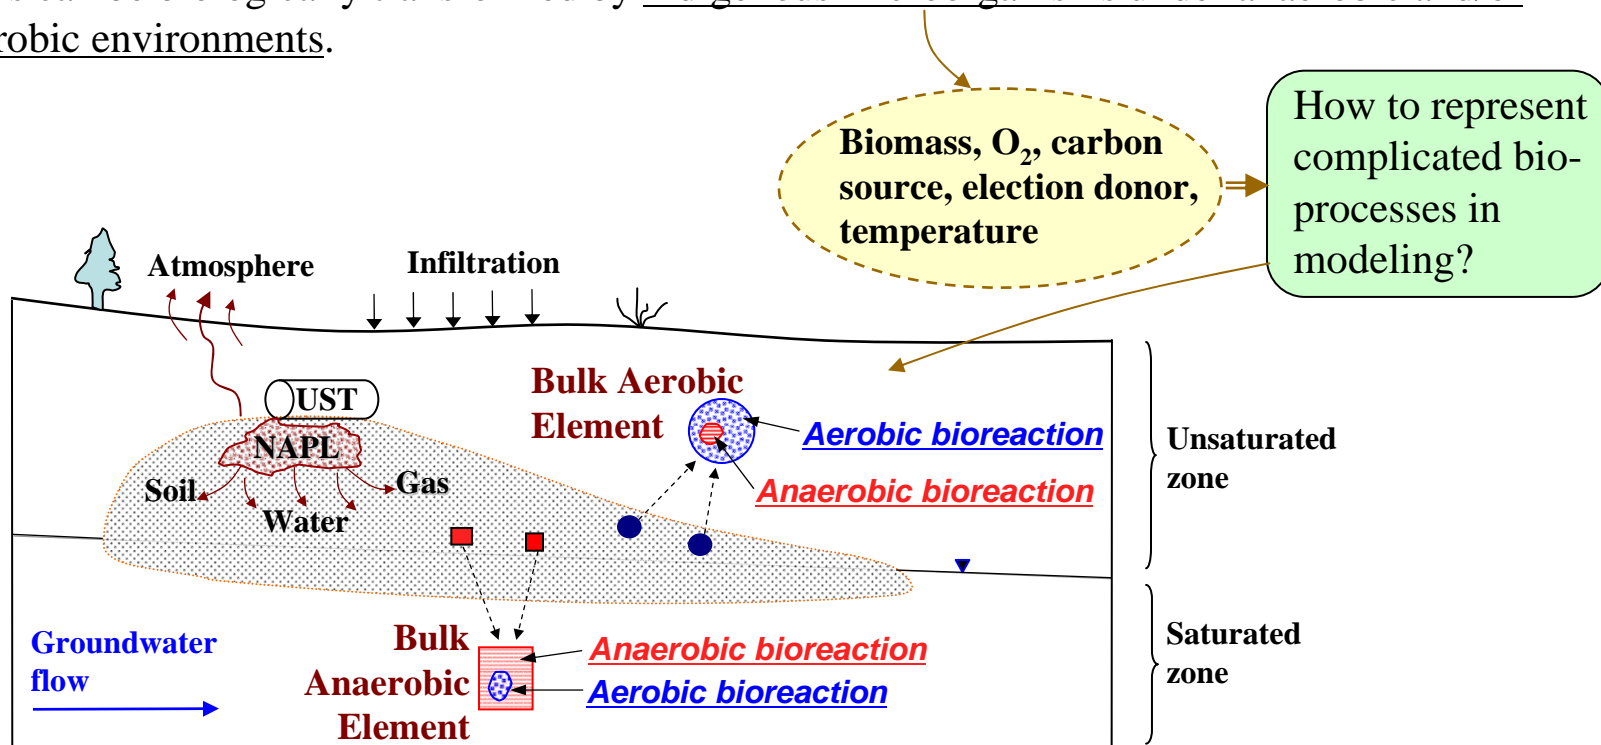 robic environments.
Biomass, O₂, carbon
source, election donor,
temperature
How to represent
complicated bio-
processes in
modeling?
Atmosphere
Infiltration
UST
NAPL
Soil
Gas
Water
Bulk Aerobic
Element
Aerobic bioreaction
Anaerobic bioreaction
Unsaturated
zone
Groundwater
flow
Bulk
Anaerobic
Element
Anaerobic bioreaction
Aerobic bioreaction
Saturated
zone